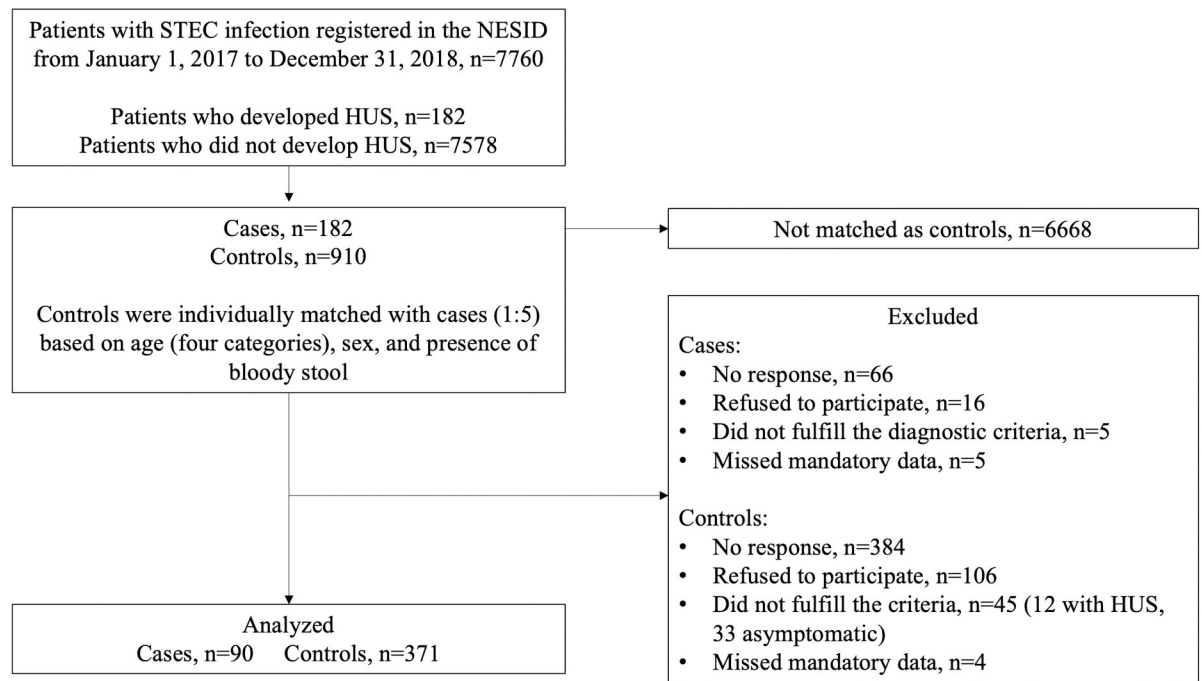 Patients with STEC infection registered in the NESID
from January 1, 2017 to December 31, 2018, n=7760
Patients who developed HUS, n=182
Patients who did not develop HUS, n=7578
Cases, n=182
Controls, n=910
Controls were individually matched with cases (1:5)
based on age (four categories), sex, and presence of
bloody stool
Not matched as controls, n=6668
Excluded
Cases:
• No response, n=66
• Refused to participate, n=16
• Did not fulfill the diagnostic criteria, n=5
• Missed mandatory data, n=5
Controls:
• No response, n=384
• Refused to participate, n=106
• Did not fulfill the criteria, n=45 (12 with HUS,
33 asymptomatic)
• Missed mandatory data, n=4
Analyzed
Cases, n=90 Controls, n=371